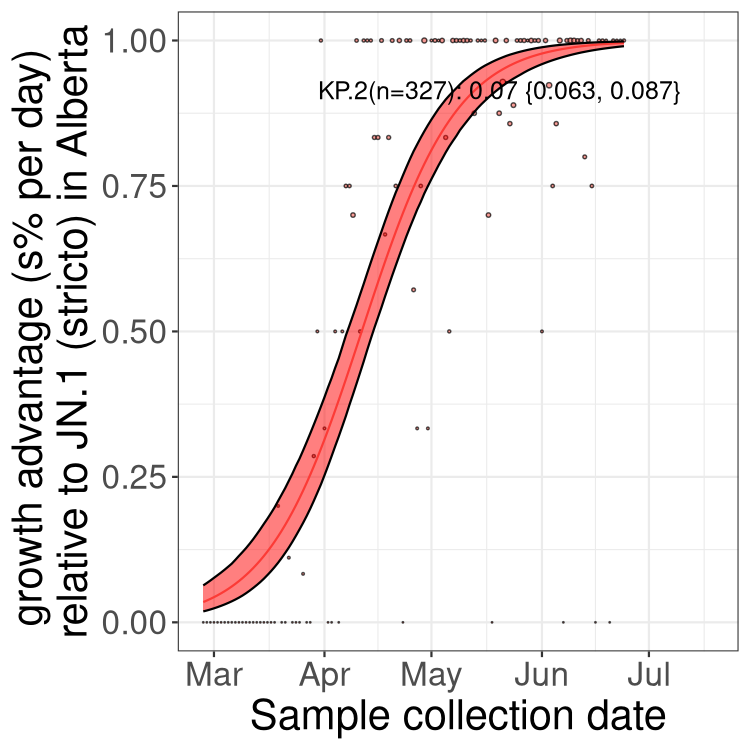 growth advantage (s% per day)
relative to JN.1 (stricto) in Alberta
1.00
0.75
0.50
0.25
0.00
KP.2(n=327): 0.07 {0.063, 0.087}
Mar Apr May Jun Jul
Sample collection date